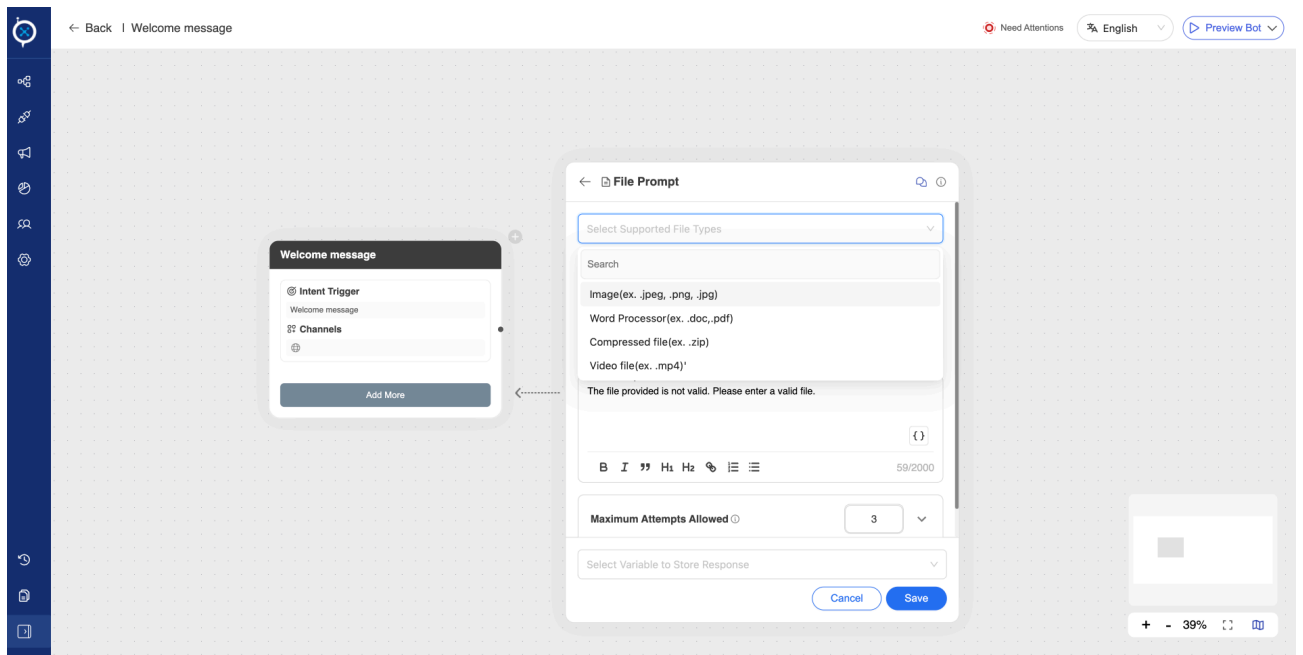 ← Back | Welcome message
Need Attentions
English
Preview Bot
File Prompt
Select Supported File Types
Search
Image(ex. .jpeg, .png, .jpg)
Word Processor(ex. .doc,.pdf)
Compressed file(ex. .zip)
Video file(ex. .mp4)'
The file provided is not valid. Please enter a valid file.
{}
B I ” H1 H2
59/2000
Maximum Attempts Allowed
3
Select Variable to Store Response
Cancel
Save
Welcome message
Intent Trigger
Welcome message
Channels
Add More
+ - 39%